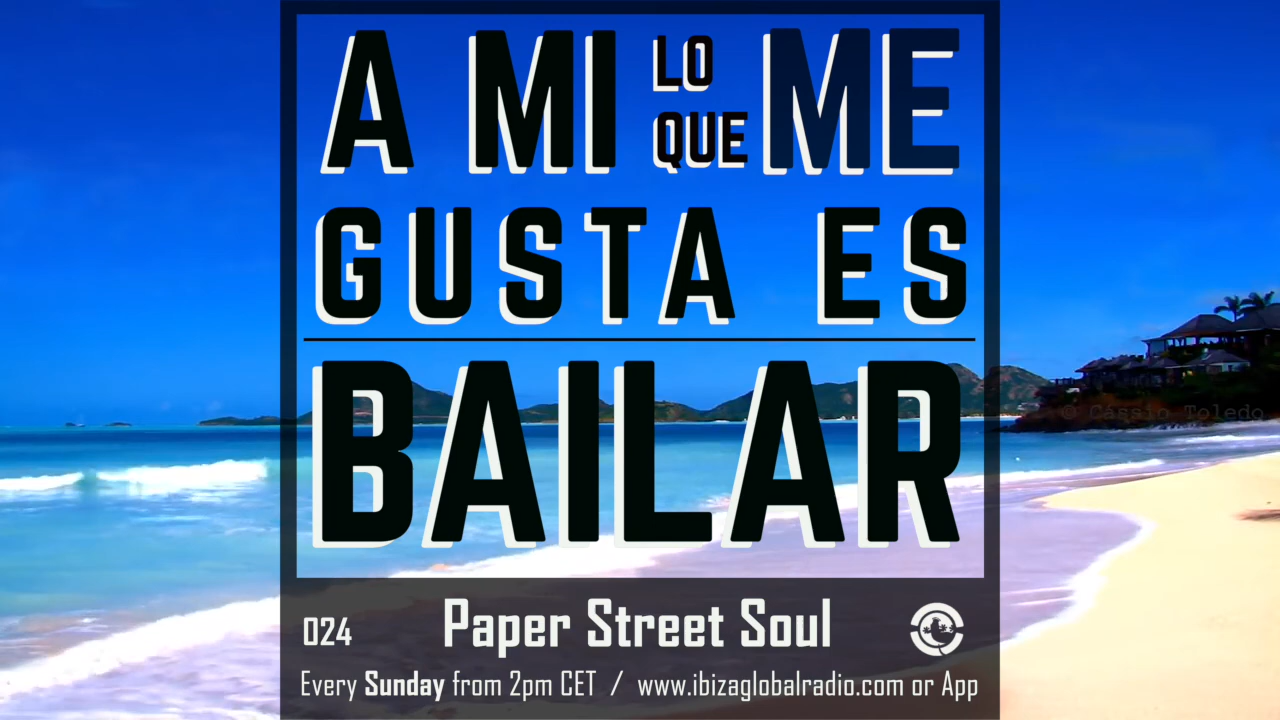 A MI LO QUE ME
GUSTA ES
BAILAR
© Cássio Toledo
024
Paper Street Soul
Every Sunday from 2pm CET / www.ibizaglobalradio.com or App